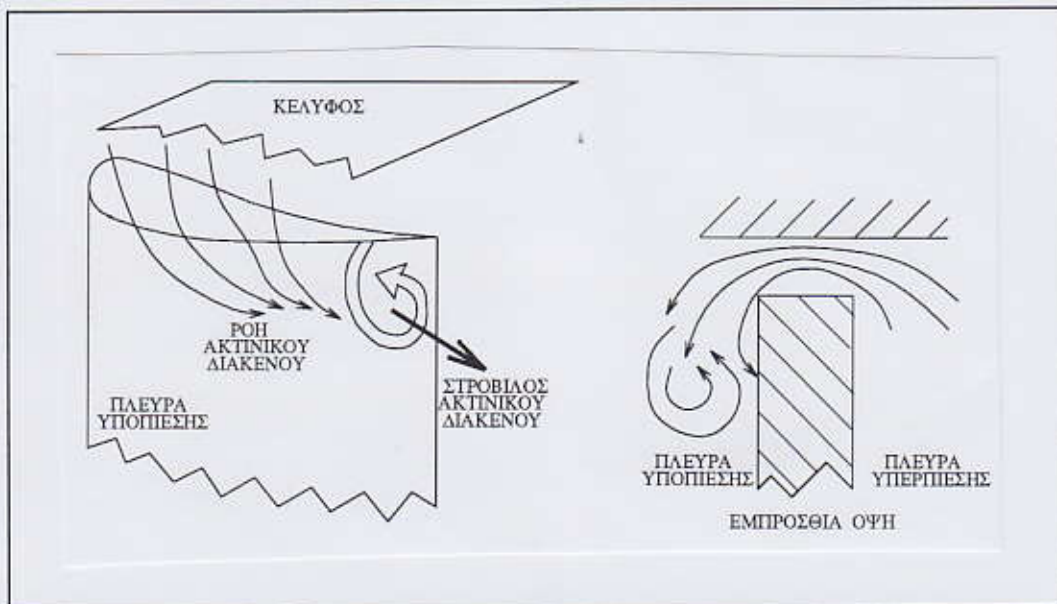 ΚΕΛΥΦΟΣ
ΡΟΗ
ΑΚΤΙΝΙΚΟΥ
ΔΙΑΚΕΝΟΥ
ΣΤΡΟΒΙΛΟΣ
ΑΚΤΙΝΙΚΟΥ
ΔΙΑΚΕΝΟΥ
ΠΛΕΥΡΑ
ΥΠΟΠΙΕΣΗΣ
ΠΛΕΥΡΑ
ΥΠΟΠΙΕΣΗΣ
ΠΛΕΥΡΑ
ΥΠΕΡΠΙΕΣΗΣ
ΕΜΠΡΟΣΘΙΑ ΟΨΗ